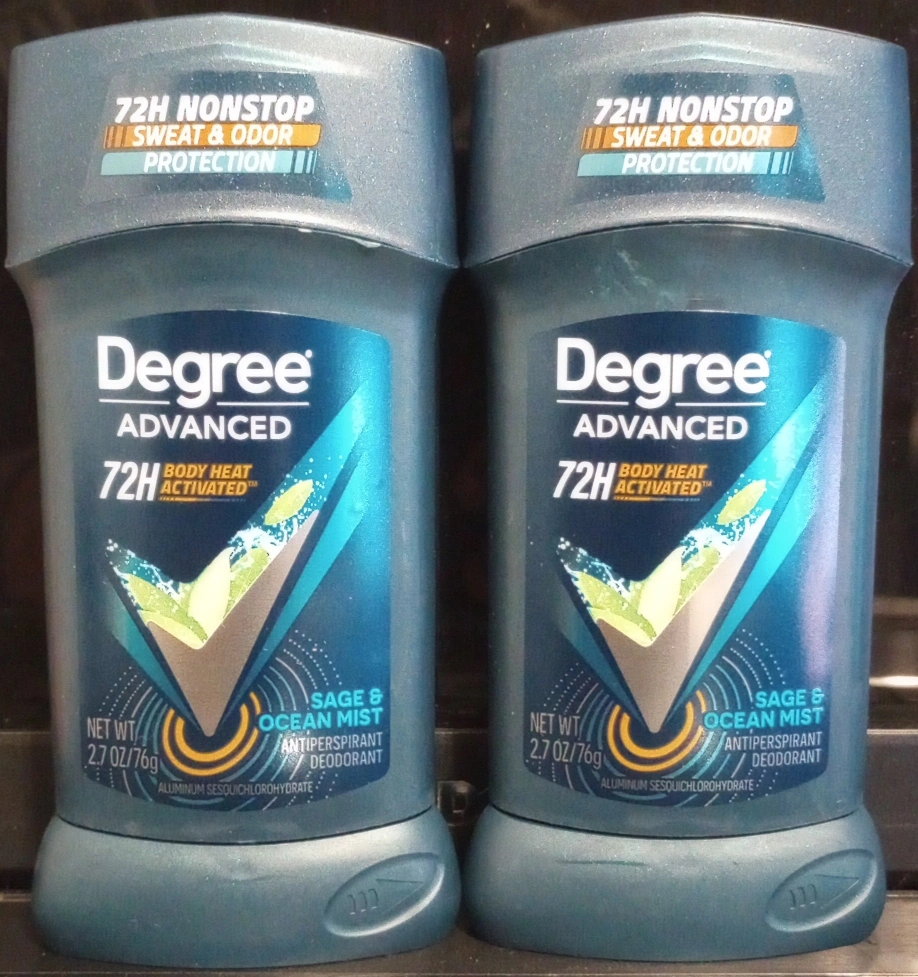 72H NONSTOP
SWEAT & ODOR
PROTECTION
Degree®
ADVANCED
72H BODY HEAT
ACTIVATED™
SAGE &
OCEAN MIST
NET WT
2.7 OZ/76g
ANTIPERSPIRANT
DEODORANT
ALUMINUM SESQUICHLOROHYDRATE
72H NONSTOP
SWEAT & ODOR
PROTECTION
Degree®
ADVANCED
72H BODY HEAT
ACTIVATED™
SAGE &
OCEAN MIST
NET WT
2.7 OZ/76g
ANTIPERSPIRANT
DEODORANT
ALUMINUM SESQUICHLOROHYDRATE